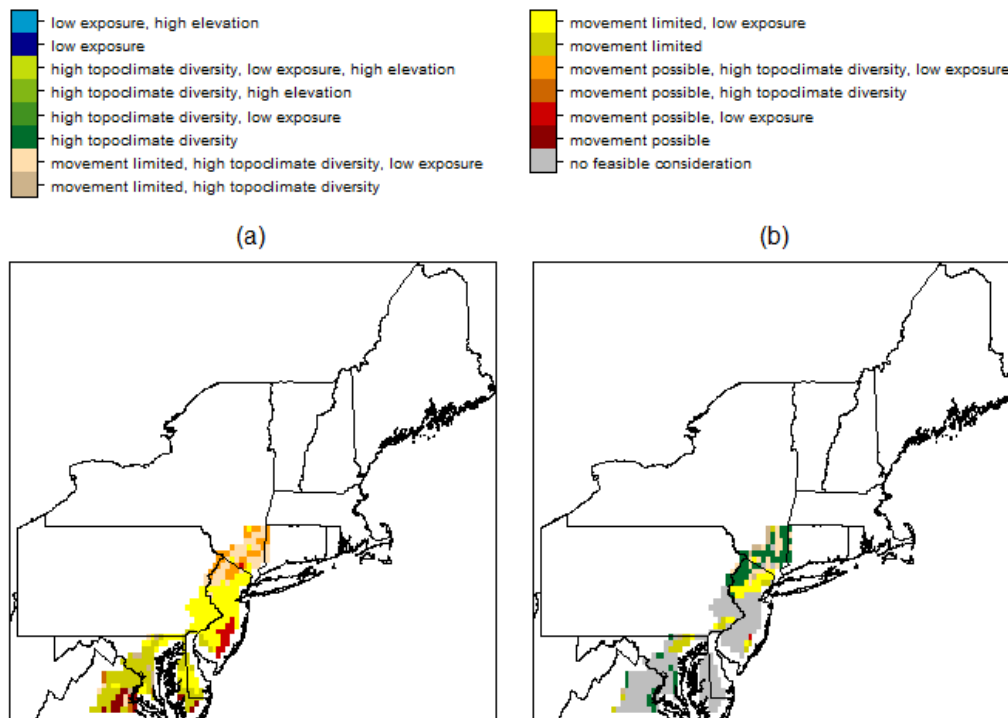 low exposure, high elevation
low exposure
high topoclimate diversity, low exposure, high elevation
high topoclimate diversity, high elevation
high topoclimate diversity, low exposure
high topoclimate diversity
movement limited, high topoclimate diversity, low exposure
movement limited, high topoclimate diversity
movement limited, low exposure
movement limited
movement possible, high topoclimate diversity, low exposure
movement possible, high topoclimate diversity
movement possible, low exposure
movement possible
no feasible consideration
(a)
(b)